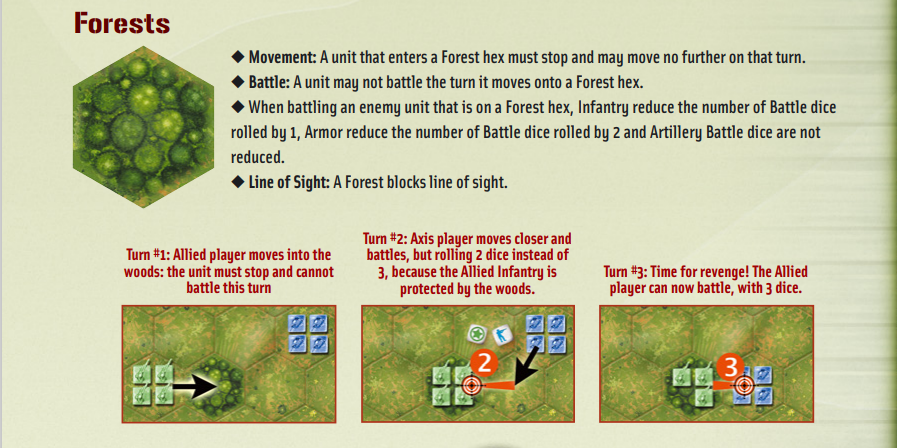 Forests
◆ Movement: A unit that enters a Forest hex must stop and may move no further on that turn.
◆ Battle: A unit may not battle the turn it moves onto a Forest hex.
◆ When battling an enemy unit that is on a Forest hex, Infantry reduce the number of Battle dice
rolled by 1, Armor reduce the number of Battle dice rolled by 2 and Artillery Battle dice are not
reduced.
◆ Line of Sight: A Forest blocks line of sight.
Turn #1: Allied player moves into the
woods: the unit must stop and cannot
battle this turn
Turn #2: Axis player moves closer and
battles, but rolling 2 dice instead of
3, because the Allied Infantry is
protected by the woods.
2
Turn #3: Time for revenge! The Allied
player can now battle, with 3 dice.
3